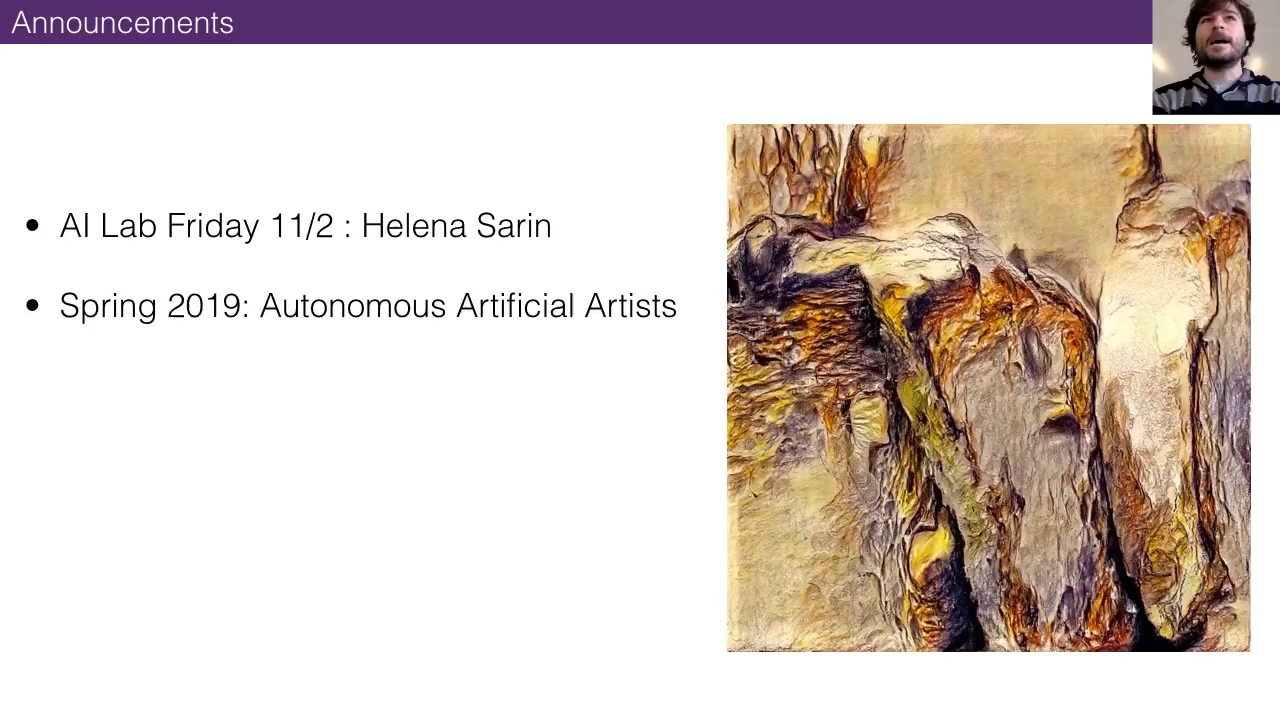 Announcements
• AI Lab Friday 11/2 : Helena Sarin
• Spring 2019: Autonomous Artificial Artists